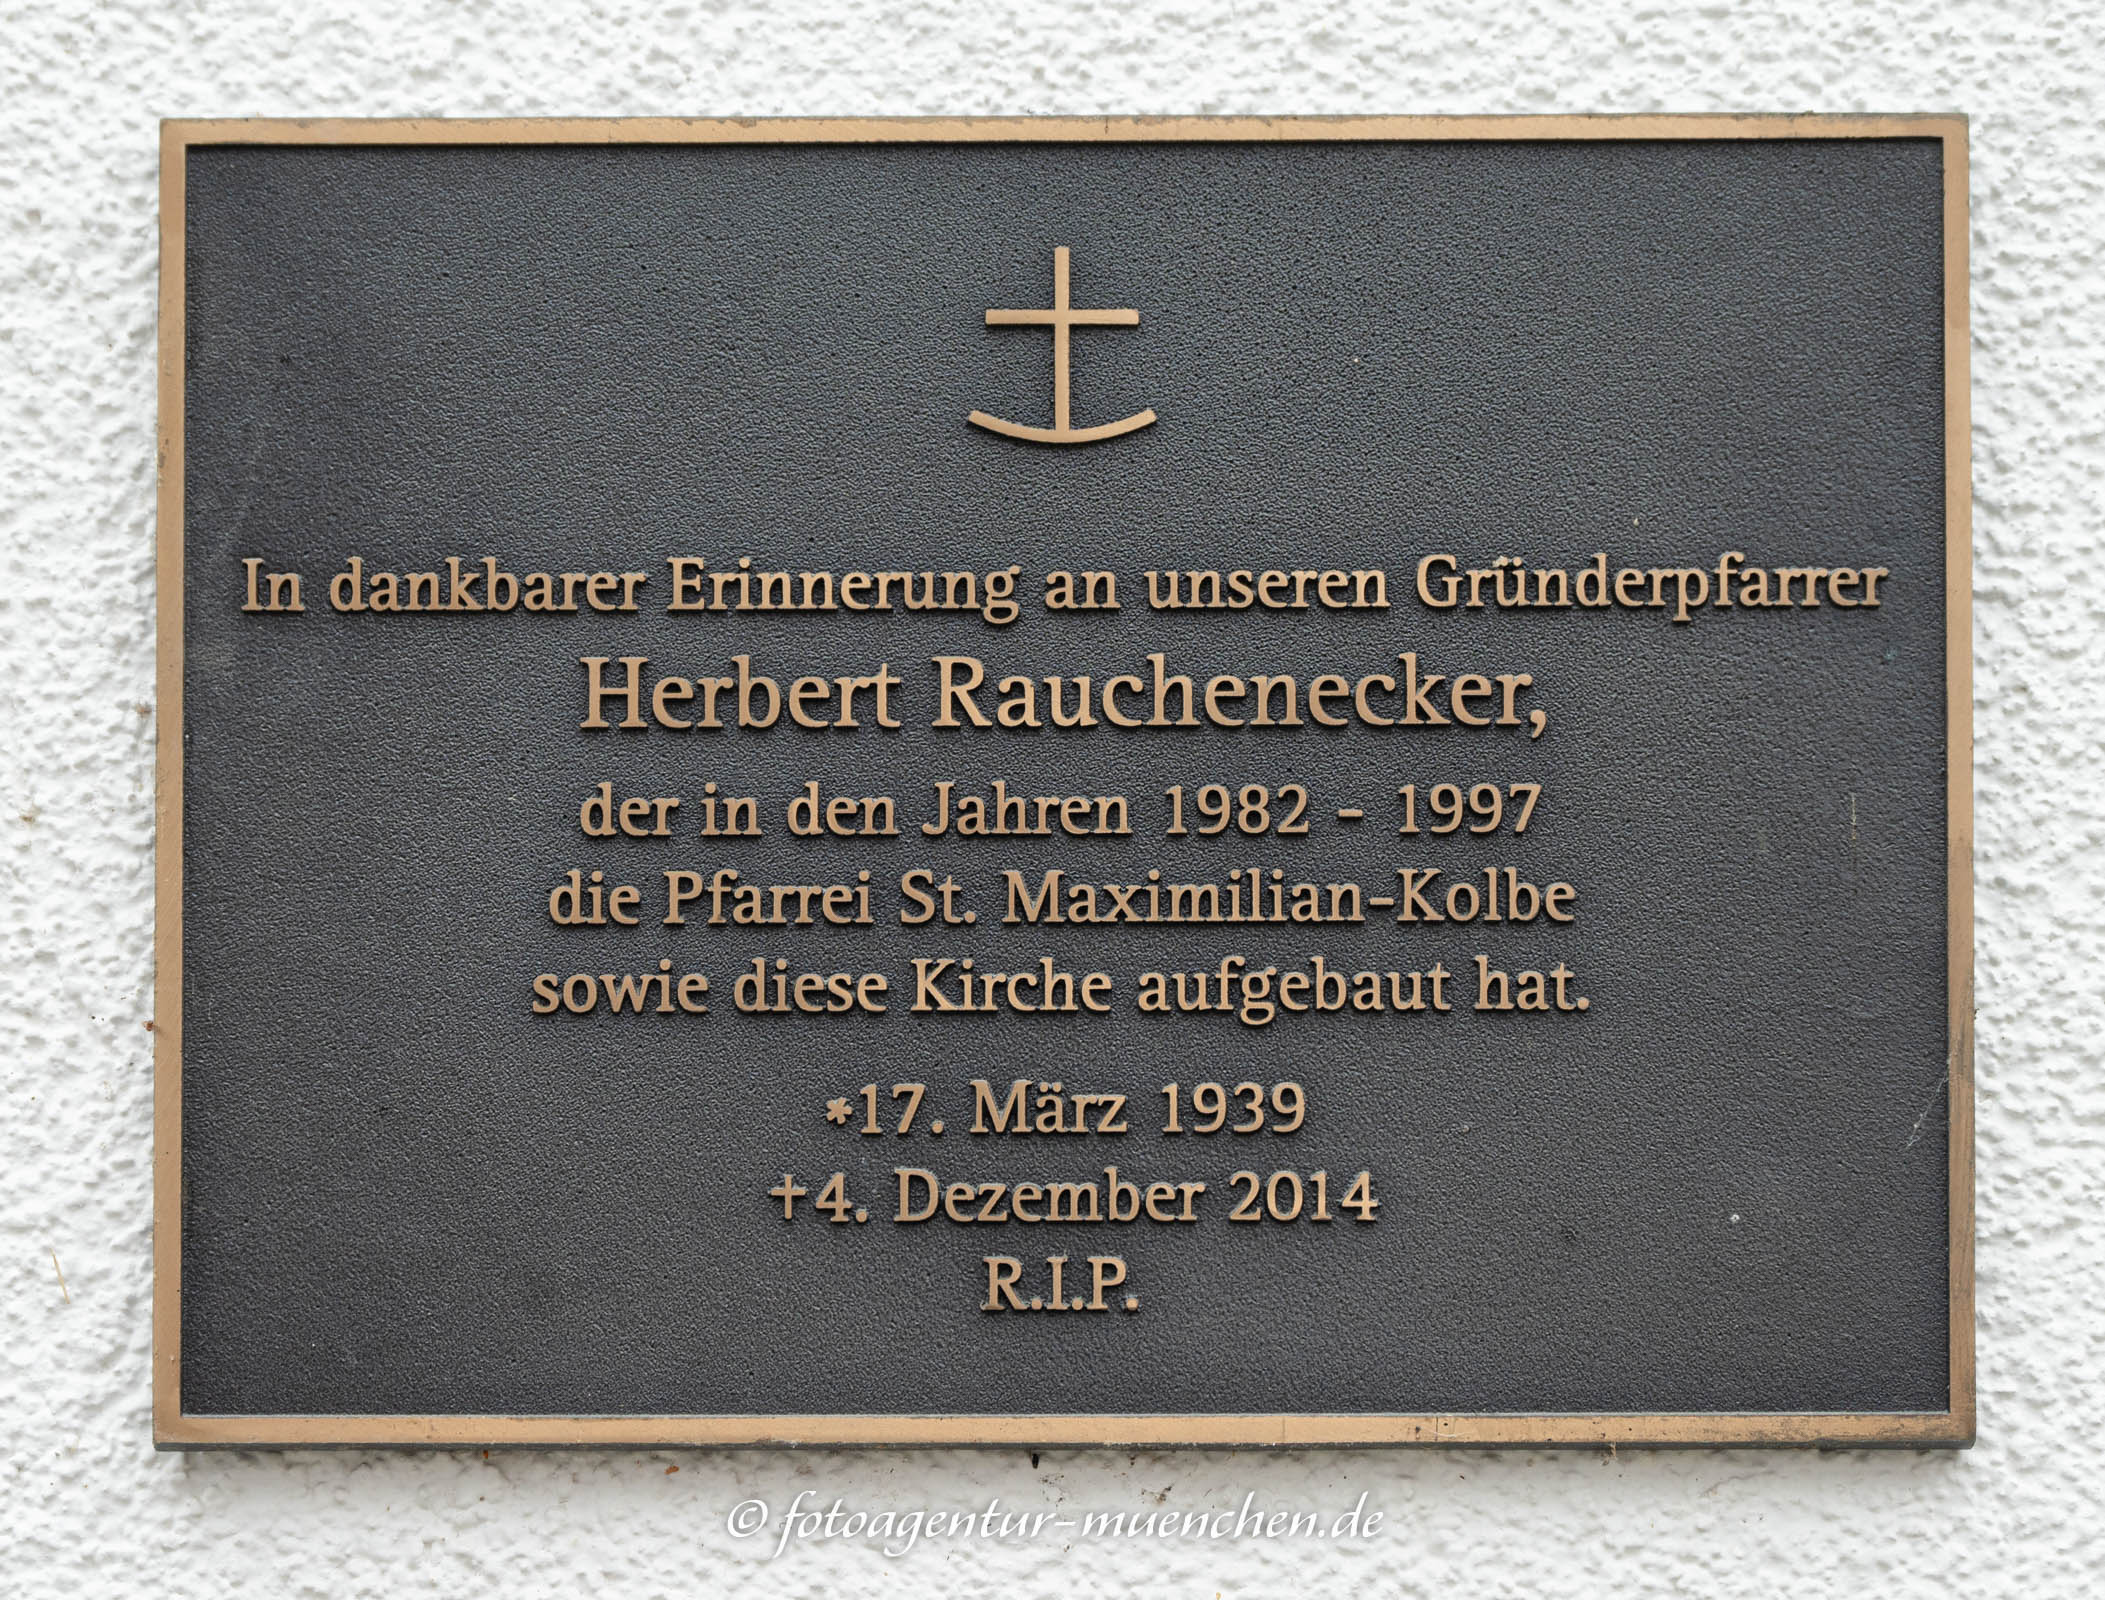 In dankbarer Erinnerung an unseren Gründerpfarrer
Herbert Rauchenecker,
der in den Jahren 1982 - 1997
die Pfarrei St. Maximilian-Kolbe
sowie diese Kirche aufgebaut hat.
*17. März 1939
†4. Dezember 2014
R.I.P.
© fotoagentur-muenchen.de